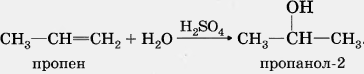 OH
CH₃—CH=CH₂ + H₂O —H₂SO₄→ CH₃—CH—CH₃.
пропен пропанол-2